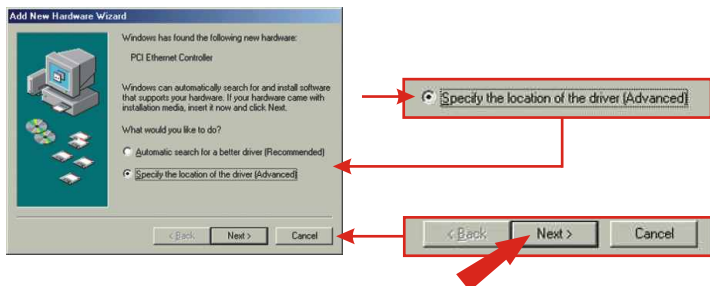 Add New Hardware Wizard
Windows has found the following new hardware:
PCI Ethernet Controller
Windows can automatically search for and install software
that supports your hardware. If your hardware came with
installation media, insert it now and click Next.
What would you like to do?
Automatic search for a better driver (Recommended)
Specify the location of the driver (Advanced)
< Back Next > Cancel
Specify the location of the driver (Advanced)
< Back Next > Cancel